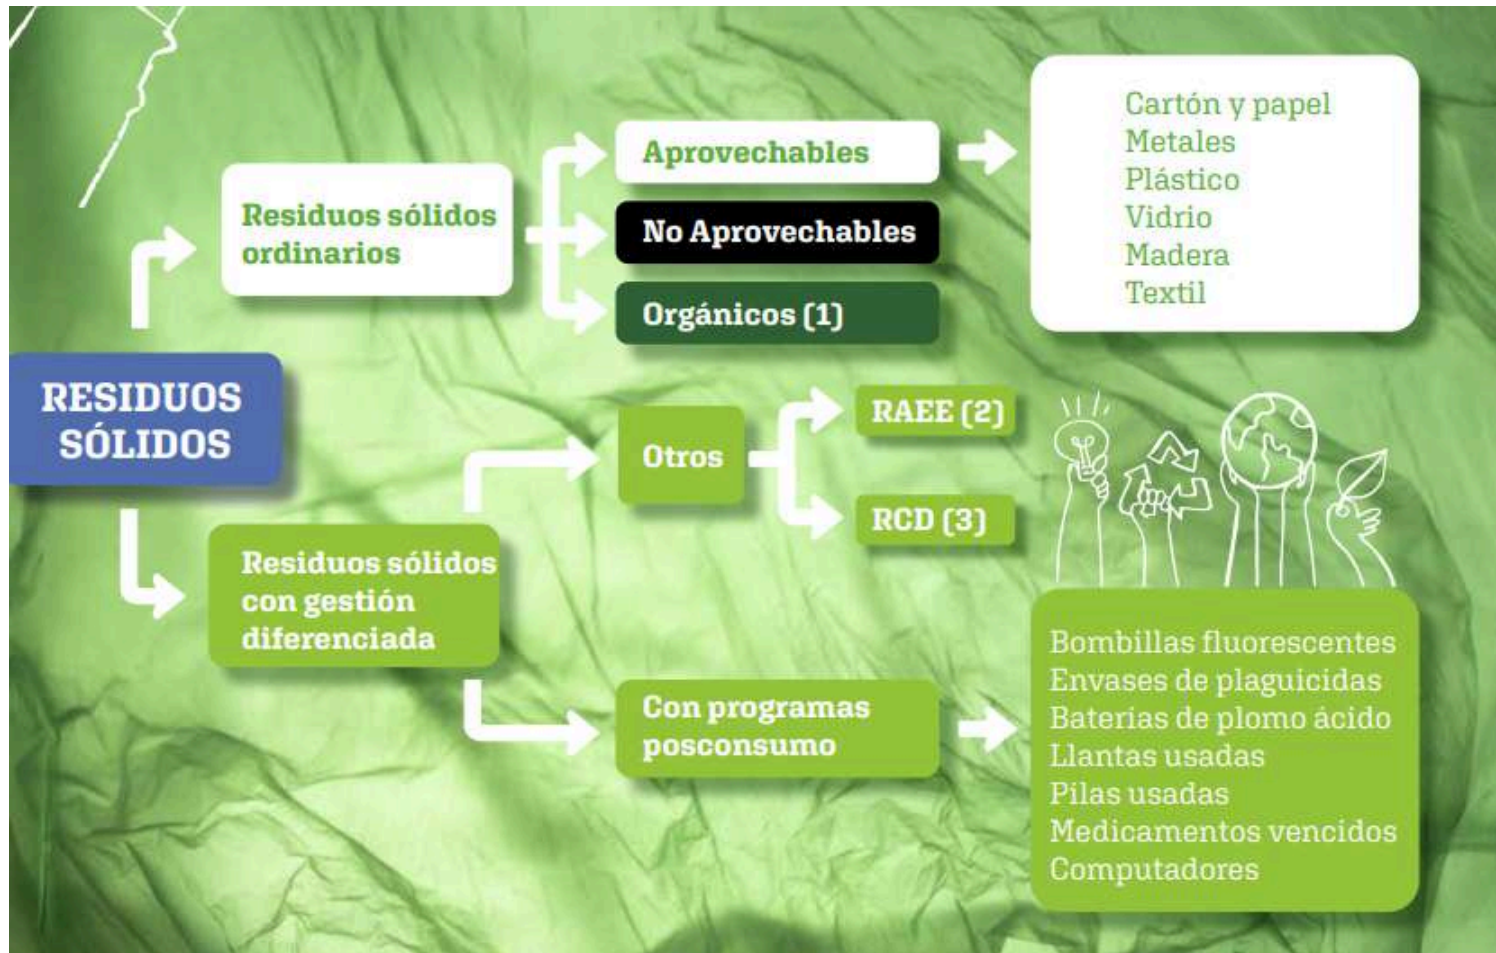 RESIDUOS
SÓLIDOS
Residuos sólidos
ordinarios
Aprovechables
Cartón y papel
Metales
Plástico
Vidrio
Madera
Textil
No Aprovechables
Orgánicos (1)
Residuos sólidos
con gestión
diferenciada
Otros
RAEE (2)
RCD (3)
Con programas
posconsumo
Bombillas fluorescentes
Envases de plaguicidas
Baterías de plomo ácido
Llantas usadas
Pilas usadas
Medicamentos vencidos
Computadores